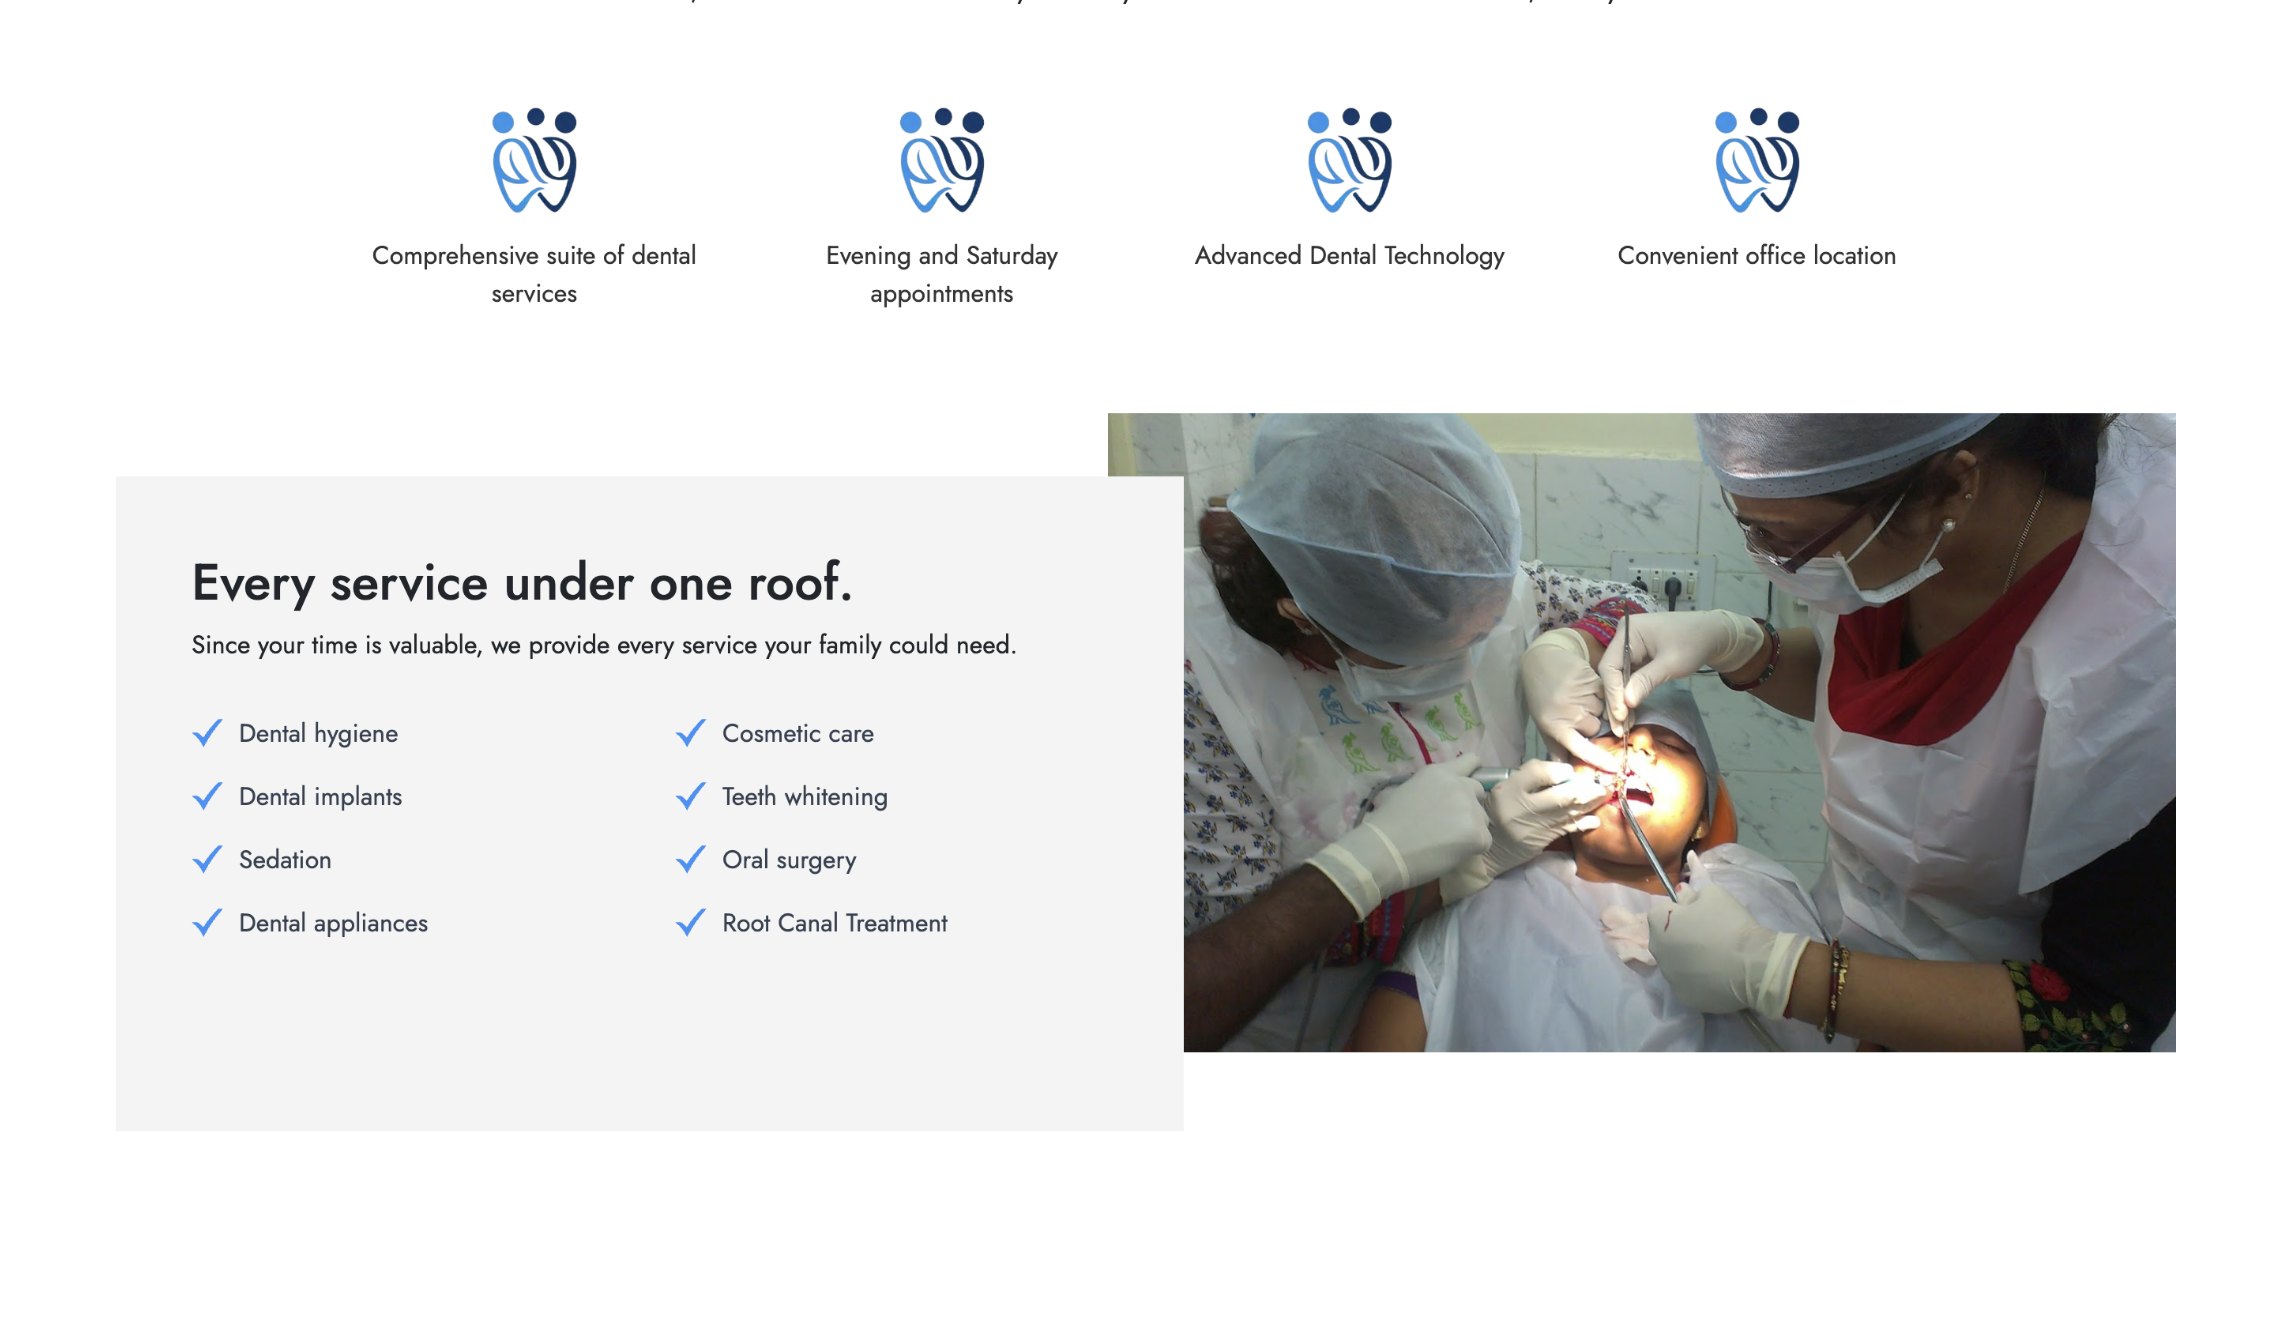 Comprehensive suite of dental
services
Evening and Saturday
appointments
Advanced Dental Technology
Convenient office location
Every service under one roof.
Since your time is valuable, we provide every service your family could need.
Dental hygiene
Cosmetic care
Dental implants
Teeth whitening
Sedation
Oral surgery
Dental appliances
Root Canal Treatment